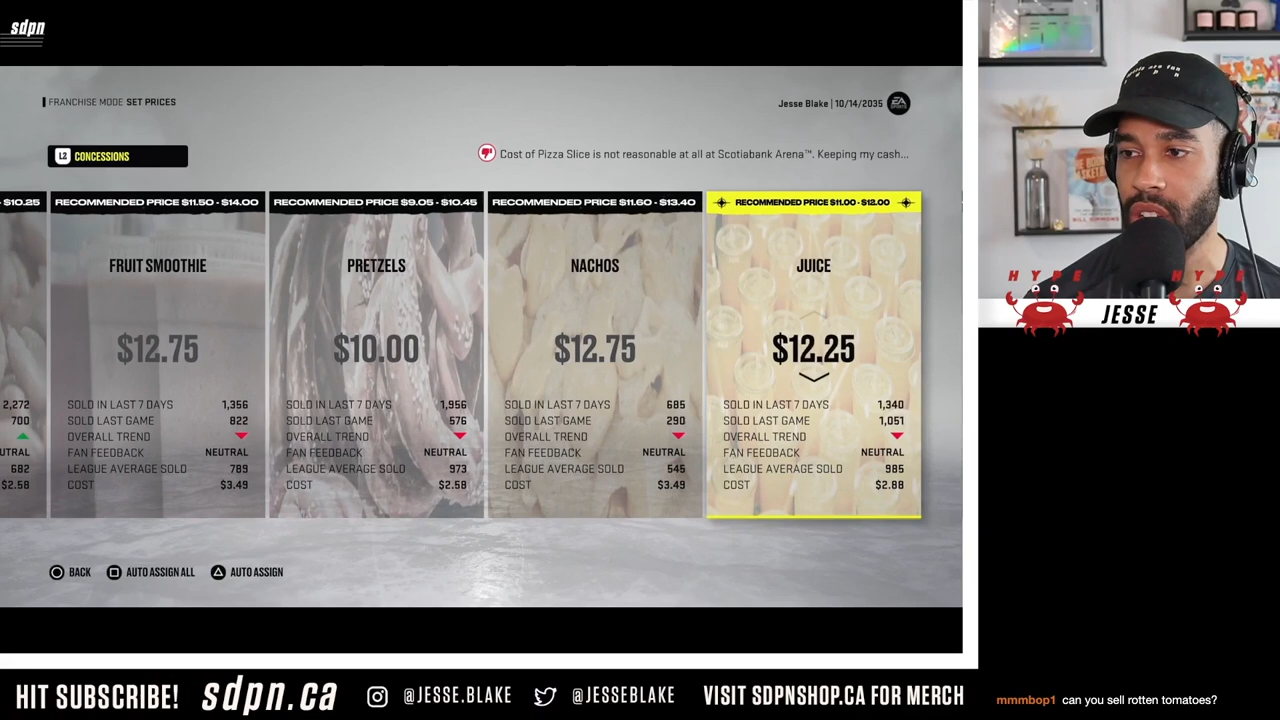 sdpn
FRANCHISE MODE SET PRICES
Jesse Blake | 10/14/2035
EA SPORTS
L2 CONCESSIONS
Cost of Pizza Slice is not reasonable at all at Scotiabank Arena™. Keeping my cash...
- $10.25
2,272
700
UTRAL
682
$2.58
RECOMMENDED PRICE $11.50 - $14.00
FRUIT SMOOTHIE
$12.75
SOLD IN LAST 7 DAYS 1,356
SOLD LAST GAME 822
OVERALL TREND
FAN FEEDBACK NEUTRAL
LEAGUE AVERAGE SOLD 789
COST $3.49
RECOMMENDED PRICE $9.05 - $10.45
PRETZELS
$10.00
SOLD IN LAST 7 DAYS 1,956
SOLD LAST GAME 576
OVERALL TREND
FAN FEEDBACK NEUTRAL
LEAGUE AVERAGE SOLD 973
COST $2.58
RECOMMENDED PRICE $11.60 - $13.40
NACHOS
$12.75
SOLD IN LAST 7 DAYS 685
SOLD LAST GAME 290
OVERALL TREND
FAN FEEDBACK NEUTRAL
LEAGUE AVERAGE SOLD 545
COST $3.49
RECOMMENDED PRICE $11.00 - $12.00
JUICE
$12.25
SOLD IN LAST 7 DAYS 1,340
SOLD LAST GAME 1,051
OVERALL TREND
FAN FEEDBACK NEUTRAL
LEAGUE AVERAGE SOLD 985
COST $2.88
BACK AUTO ASSIGN ALL AUTO ASSIGN
HYPE HYPE
JESSE
HIT SUBSCRIBE! sdpn.ca @JESSE.BLAKE @JESSEBLAKE VISIT SDPNSHOP.CA FOR MERCH
mmmbop1 can you sell rotten tomatoes?